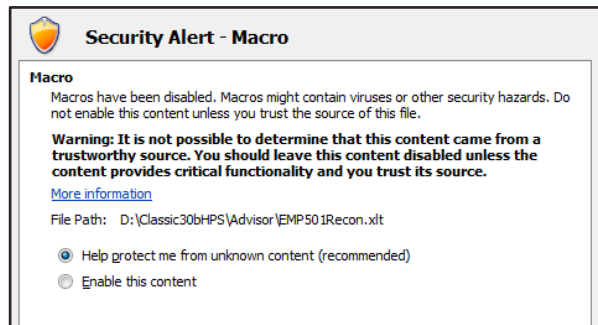 Security Alert - Macro
Macro
Macros have been disabled. Macros might contain viruses or other security hazards. Do
not enable this content unless you trust the source of this file.
Warning: It is not possible to determine that this content came from a
trustworthy source. You should leave this content disabled unless the
content provides critical functionality and you trust its source.
More information
File Path: D:\Classic30bHPS\Advisor\EMP501Recon.xlt
Help protect me from unknown content (recommended)
Enable this content